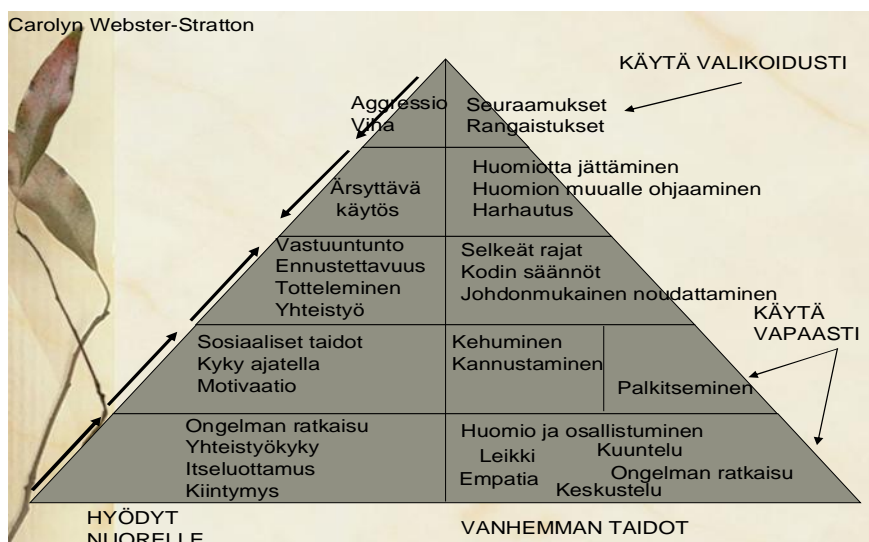 Carolyn Webster-Stratton
KÄYTÄ VALIKOIDUSTI
Aggressio
Viha
Seuraamukset
Rangaistukset
Ärsyttävä
käytös
Huomiotta jättäminen
Huomion muualle ohjaaminen
Harhautus
Vastuuntunto
Ennustettavuus
Totteleminen
Yhteistyö
Selkeät rajat
Kodin säännöt
Johdonmukainen noudattaminen
KÄYTÄ
VAPAASTI
Sosiaaliset taidot
Kyky ajatella
Motivaatio
Kehuminen
Kannustaminen
Palkitseminen
Ongelman ratkaisu
Yhteistyökyky
Itseluottamus
Kiintymys
Huomio ja osallistuminen
Leikki
Kuuntelu
Empatia
Ongelman ratkaisu
Keskustelu
HYÖDYT
NUORELLE
VANHEMMAN TAIDOT